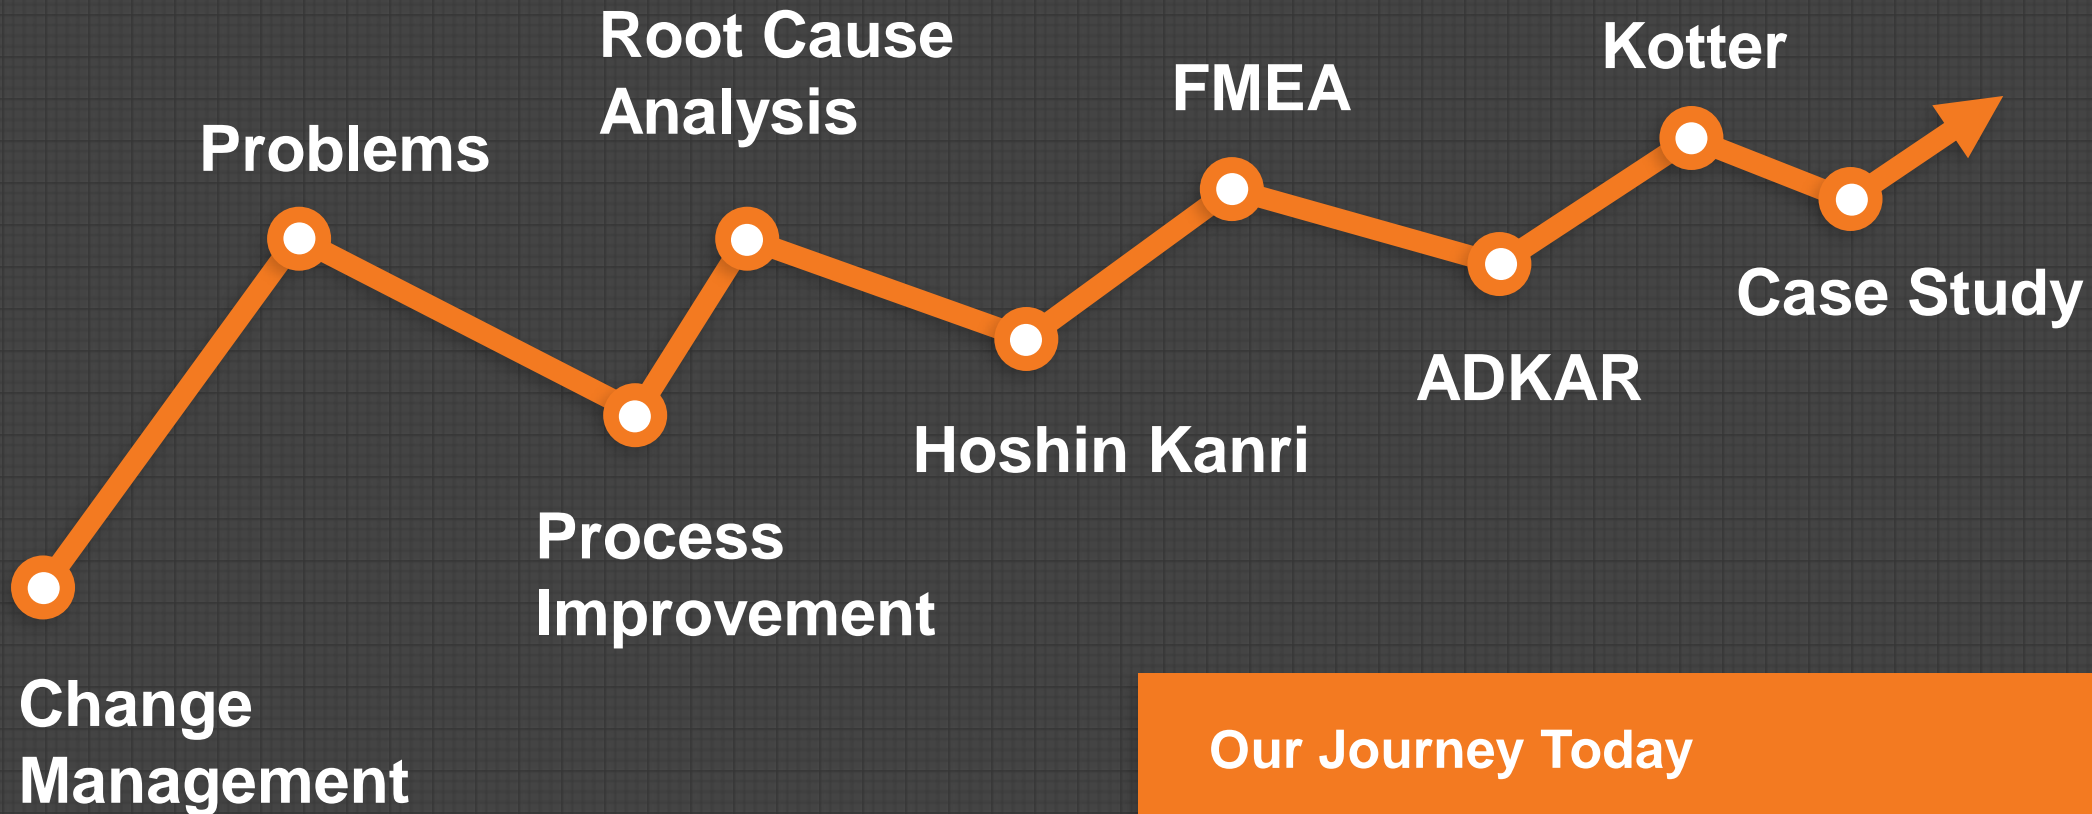 Change
Management
Problems
Process
Improvement
Root Cause
Analysis
Hoshin Kanri
FMEA
ADKAR
Kotter
Case Study
Our Journey Today